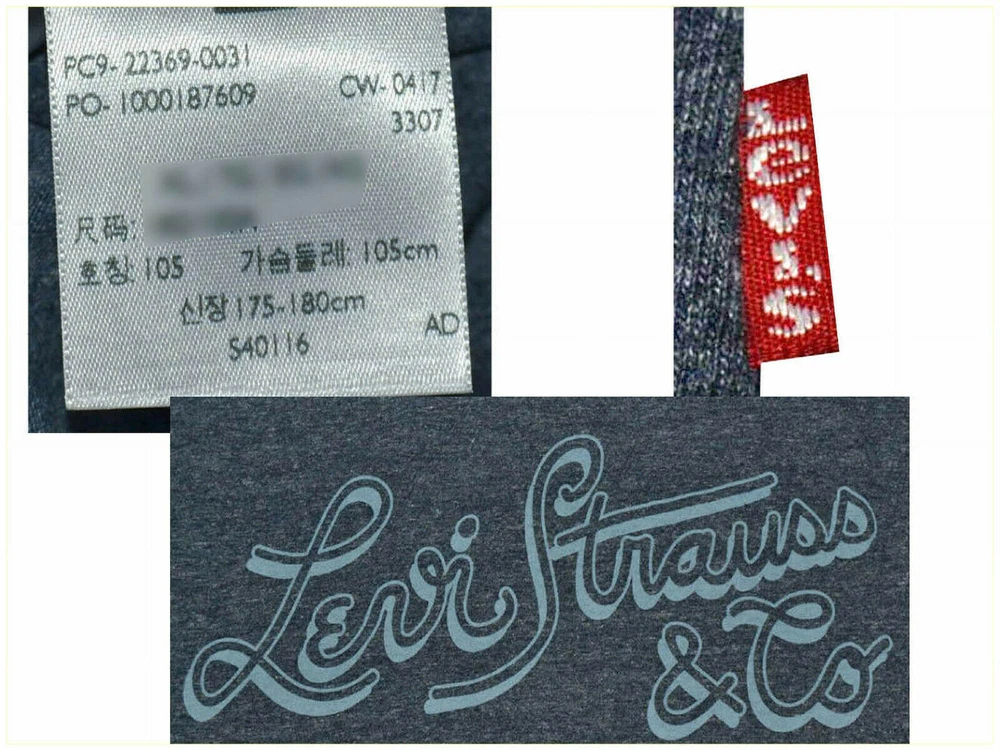 PC9-22369-0031
PO-1000187609
CW-0417
3307
尺码:
호칭: 105 가슴둘레: 105cm
신장 175-180cm
S40116
AD
LEVI'S
Levi Strauss
& Co